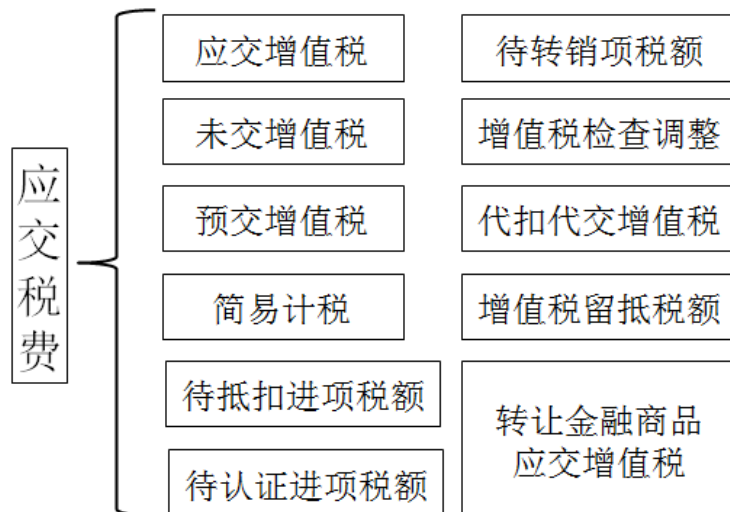 应交税费
应交增值税
待转销项税额
未交增值税
增值税检查调整
预交增值税
代扣代交增值税
简易计税
增值税留抵税额
待抵扣进项税额
转让金融商品
应交增值税
待认证进项税额